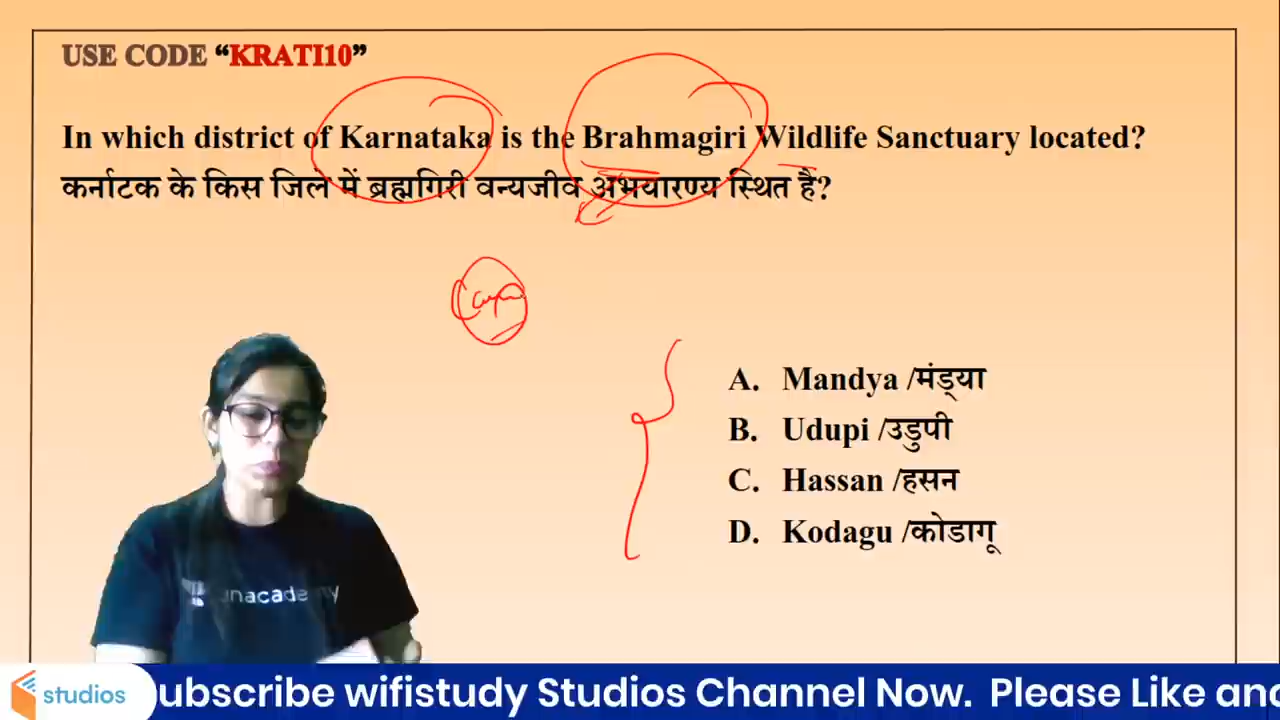 USE CODE “KRATI10”
In which district of Karnataka is the Brahmagiri Wildlife Sanctuary located?
कर्नाटक के किस जिले में ब्रह्मगिरी वन्यजीव अभयारण्य स्थित है?
A. Mandya /मंड्या
B. Udupi /उडुपी
C. Hassan /हसन
D. Kodagu /कोडागू
unacademy
studios
ubscribe wifistudy Studios Channel Now. Please Like and